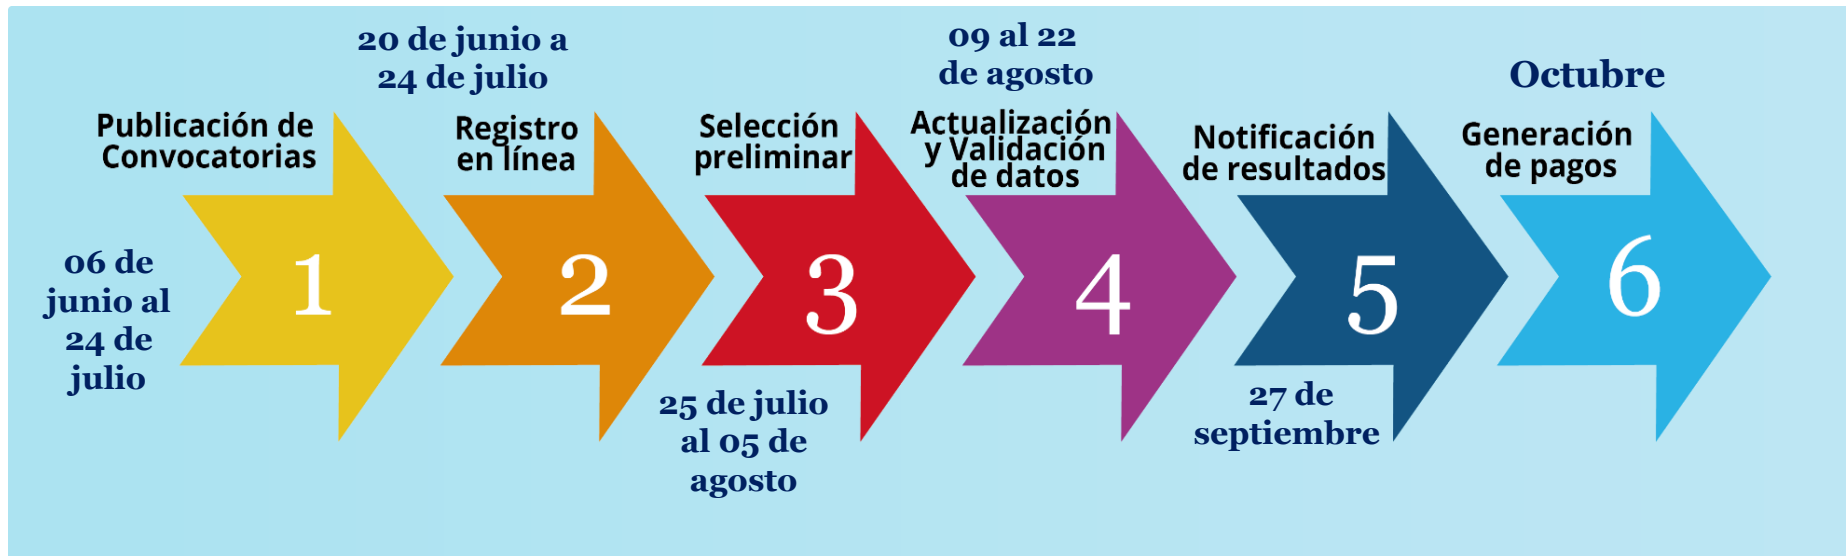 Publicación de
Convocatorias
1
06 de
junio al
24 de
julio
20 de junio a
24 de julio
Registro
en línea
2
Selección
preliminar
3
25 de julio
al 05 de
agosto
09 al 22
de agosto
Actualización
y Validación
de datos
4
Notificación
de resultados
5
27 de
septiembre
Octubre
Generación
de pagos
6